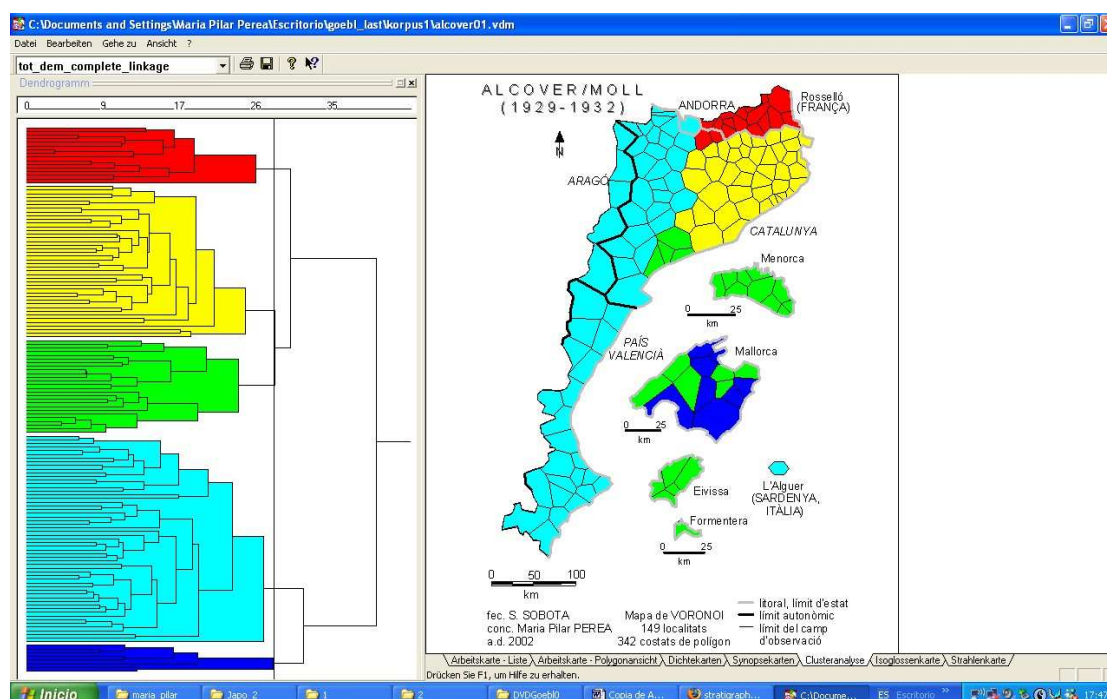 C:\Documents and Settings\Maria Pilar Perea\Escritorio\goebl_last\korpus1\alcover01.vdm
Datei Bearbeiten Gehe zu Ansicht ?
tot_dem_complete_linkage
Dendrogramm
0 9 17 26 35
ALCOVER/MOLL
(1929-1932)
N
ANDORRA
Rosselló
(FRANÇA)
ARAGÓ
CATALUNYA
Menorca
0 25
km
PAÍS
VALENCIÀ
Mallorca
0 25
km
Eivissa
L'Alguer
(SARDENYA,
ITÀLIA)
Formentera
0 25
km
0 50 100
km
fec. S. SOBOTA
conc. Maria Pilar PEREA
a.d. 2002
Mapa de VORONOI
149 localitats
342 costats de polígon
litoral, límit d'estat
límit autonòmic
límit del camp
d'observació
Arbeitskarte - Liste Arbeitskarte - Polygonansicht Dichtekarten Synopsekarten Clusteranalyse Isoglossenkarte Strahlenkarte
Drücken Sie F1, um Hilfe zu erhalten.
Inicio maria_pilar Japo_2 1 2 DVDGoebl0 Copia de A... stratigraph... C:\Docume... ES Escritorio » 17:4